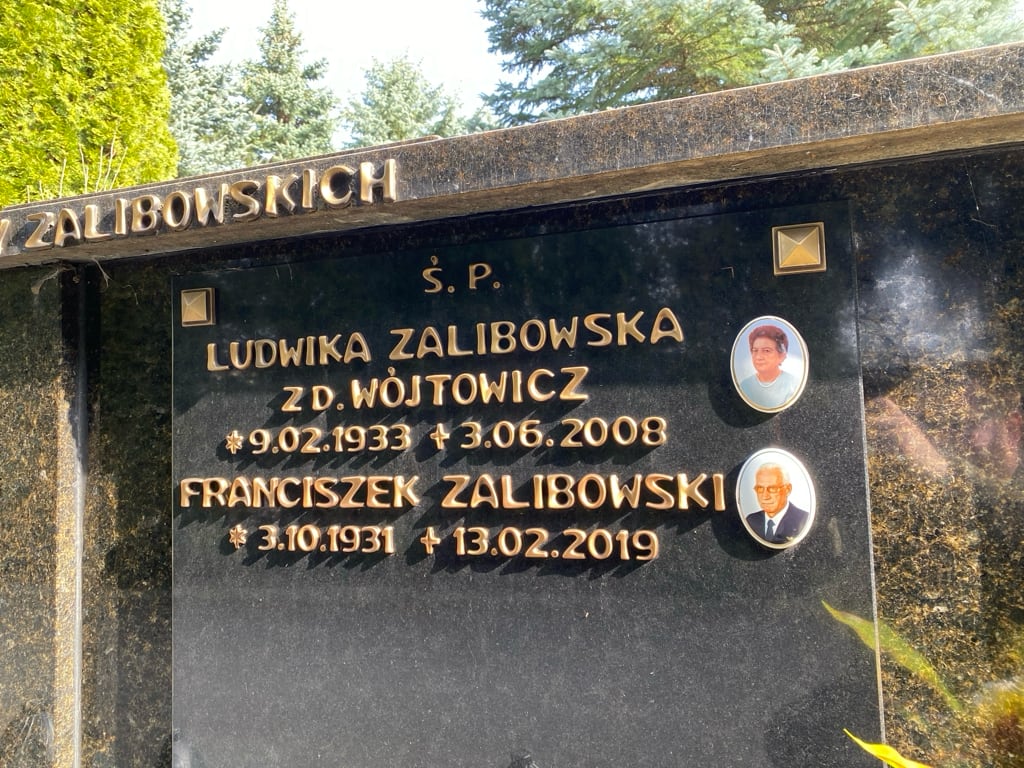 ZALIBOWSKICH
Ś. P.
LUDWIKA ZALIBOWSKA
Z D. WÓJTOWICZ
*9.02.1933 +3.06.2008
FRANCISZEK ZALIBOWSKI
*3.10.1931 +13.02.2019